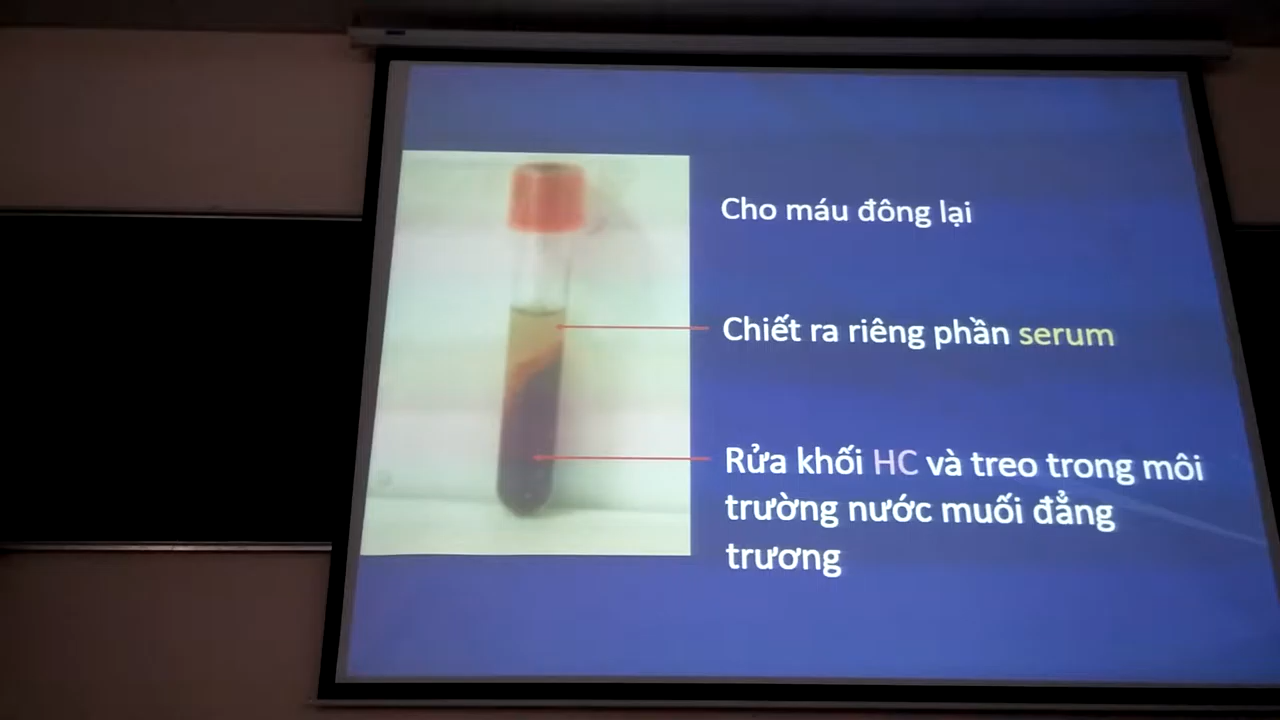 Cho máu đông lại
Chiết ra riêng phần serum
Rửa khối HC và treo trong môi
trường nước muối đẳng
trương